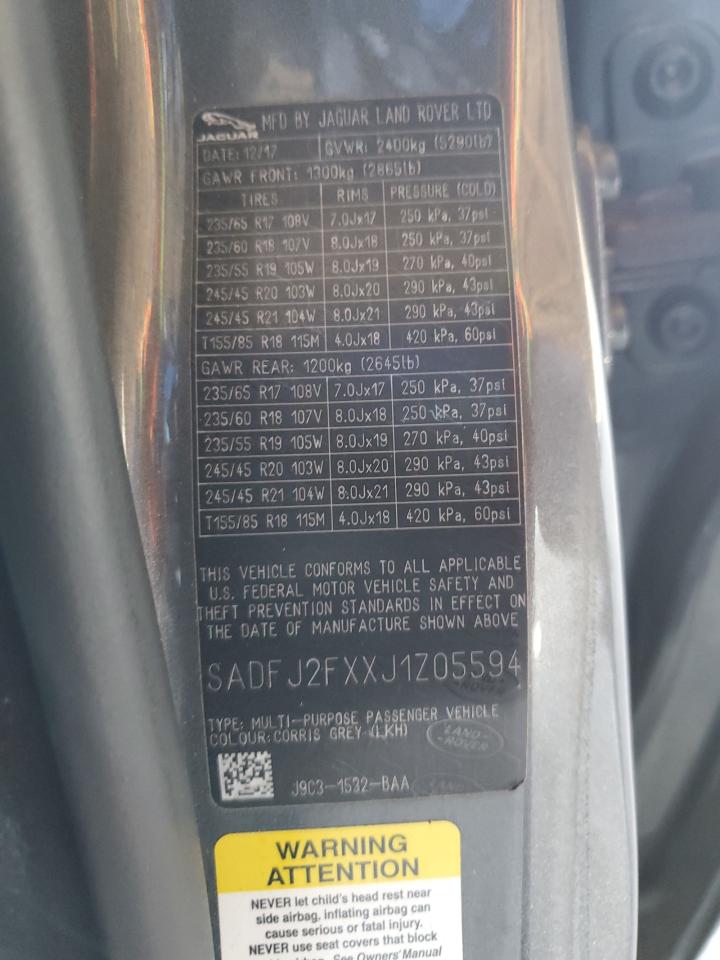 JAGUAR MFD BY JAGUAR LAND ROVER LTD
DATE: 12/17 GVWR: 2400kg (5290lb)
GAWR FRONT: 1300kg (2865lb)
TIRES RIMS PRESSURE (COLD)
235/65 R17 108V 7.0Jx17 250 kPa, 37psi
235/60 R18 107V 8.0Jx18 250 kPa, 37psi
235/55 R19 105W 8.0Jx19 270 kPa, 40psi
245/45 R20 103W 8.0Jx20 290 kPa, 43psi
245/45 R21 104W 8.0Jx21 290 kPa, 43psi
T155/85 R18 115M 4.0Jx18 420 kPa, 60psi
GAWR REAR: 1200kg (2645lb)
235/65 R17 108V 7.0Jx17 250 kPa, 37psi
235/60 R18 107V 8.0Jx18 250 kPa, 37psi
235/55 R19 105W 8.0Jx19 270 kPa, 40psi
245/45 R20 103W 8.0Jx20 290 kPa, 43psi
245/45 R21 104W 8.0Jx21 290 kPa, 43psi
T155/85 R18 115M 4.0Jx18 420 kPa, 60psi
THIS VEHICLE CONFORMS TO ALL APPLICABLE
U.S. FEDERAL MOTOR VEHICLE SAFETY AND
THEFT PREVENTION STANDARDS IN EFFECT ON
THE DATE OF MANUFACTURE SHOWN ABOVE
SADFJ2FXXJ1Z05594
TYPE: MULTI-PURPOSE PASSENGER VEHICLE
COLOUR:CORRIS GREY (LKH)
LAND-
-ROVER
J9C3-1532-BAA
WARNING
ATTENTION
NEVER let child's head rest near
side airbag, inflating airbag can
cause serious or fatal injury.
NEVER use seat covers that block
See Owners' Manual